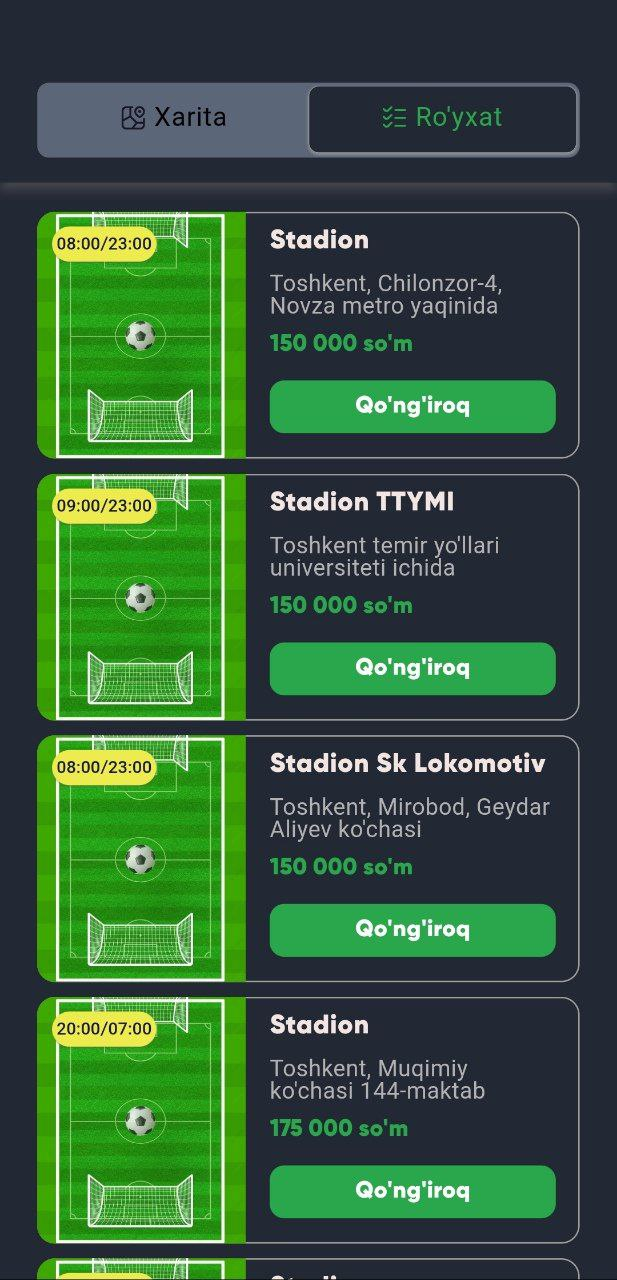 Xarita
Ro'yxat
08:00/23:00
Stadion
Toshkent, Chilonzor-4,
Novza metro yaqinida
150 000 so'm
Qo'ng'iroq
09:00/23:00
Stadion TTYMI
Toshkent temir yo'llari
universiteti ichida
150 000 so'm
Qo'ng'iroq
08:00/23:00
Stadion Sk Lokomotiv
Toshkent, Mirobod, Geydar
Aliyev ko'chasi
150 000 so'm
Qo'ng'iroq
20:00/07:00
Stadion
Toshkent, Muqimiy
ko'chasi 144-maktab
175 000 so'm
Qo'ng'iroq